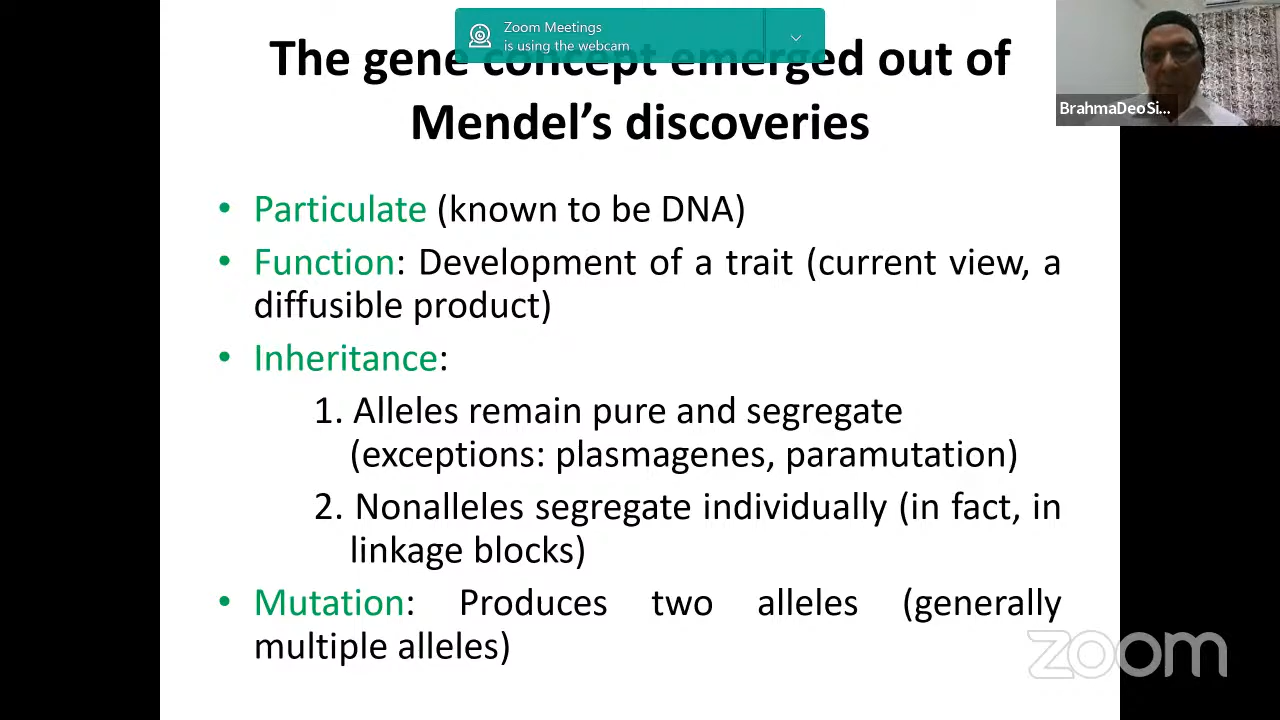 Zoom Meetings
is using the webcam
The gene concept emerged out of
Mendel's discoveries
BrahmaDeoSi...
• Particulate (known to be DNA)
• Function: Development of a trait (current view, a
diffusible product)
• Inheritance:
1. Alleles remain pure and segregate
(exceptions: plasmagenes, paramutation)
2. Nonalleles segregate individually (in fact, in
linkage blocks)
• Mutation: Produces two alleles (generally
multiple alleles)
zoom